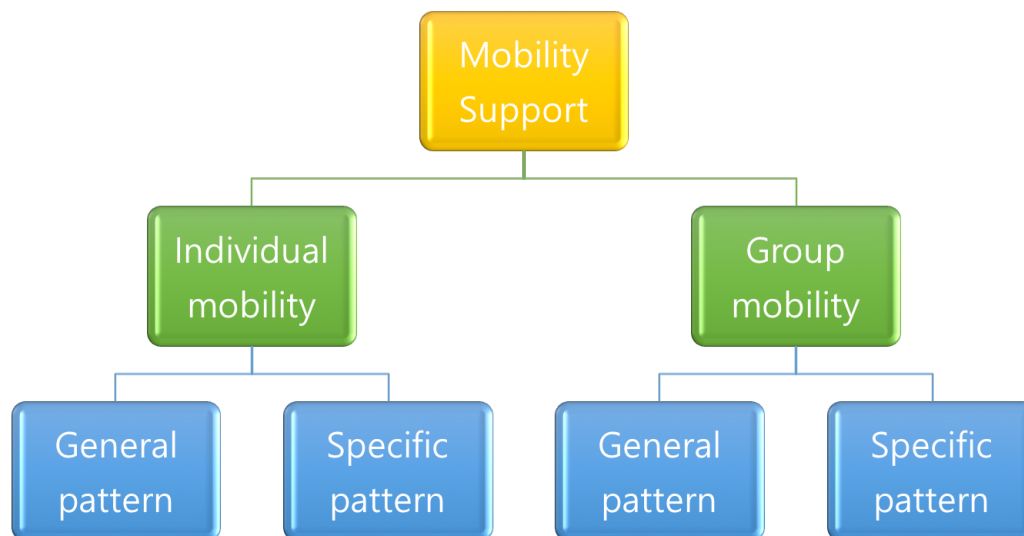 Mobility
Support
Individual
mobility
Group
mobility
General
pattern
Specific
pattern
General
pattern
Specific
pattern